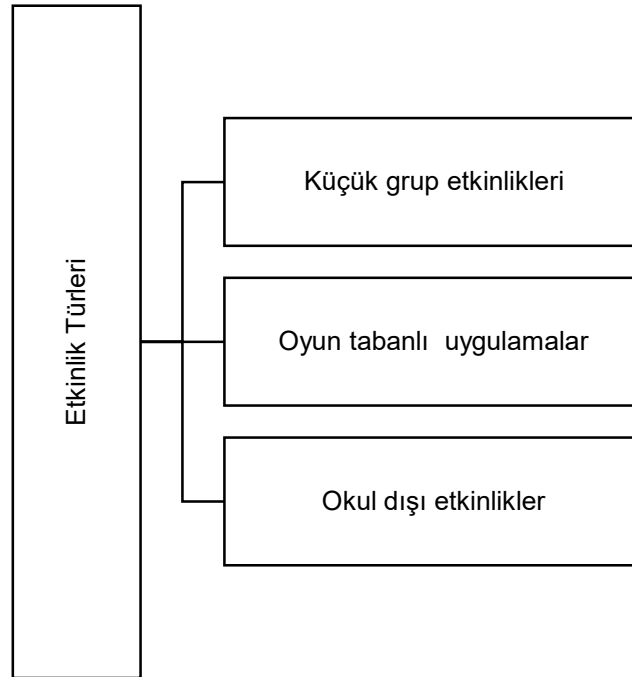 Etkinlik Türleri
Küçük grup etkinlikleri
Oyun tabanlı  uygulamalar
Okul dışı etkinlikler